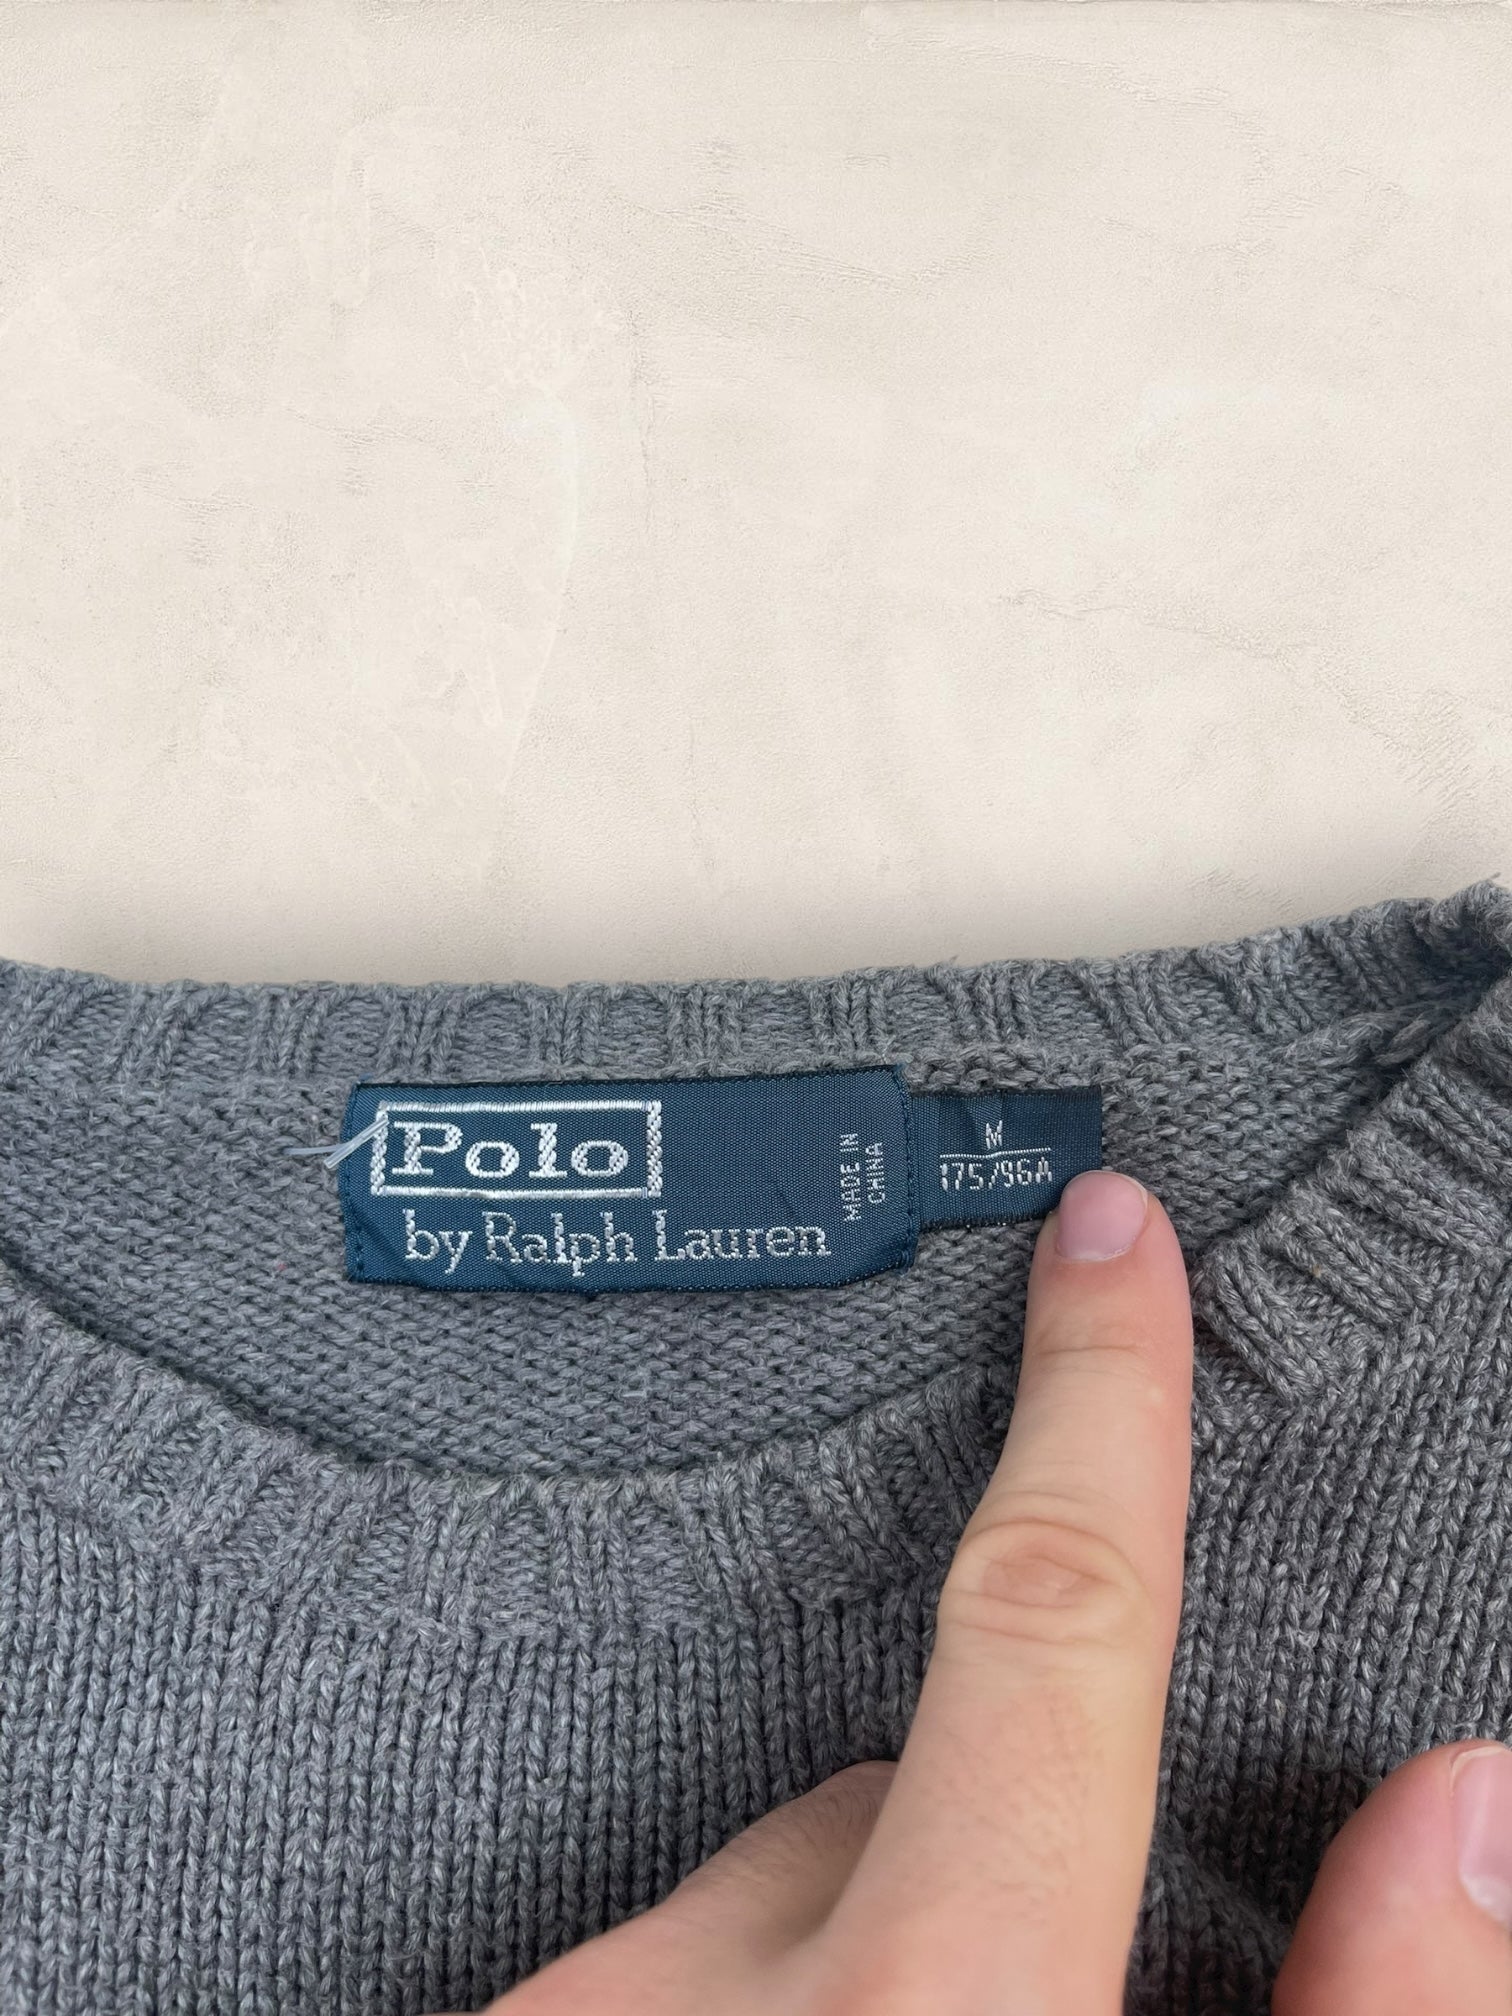 Polo
by Ralph Lauren
MADE IN
CHINA
M
175/96A